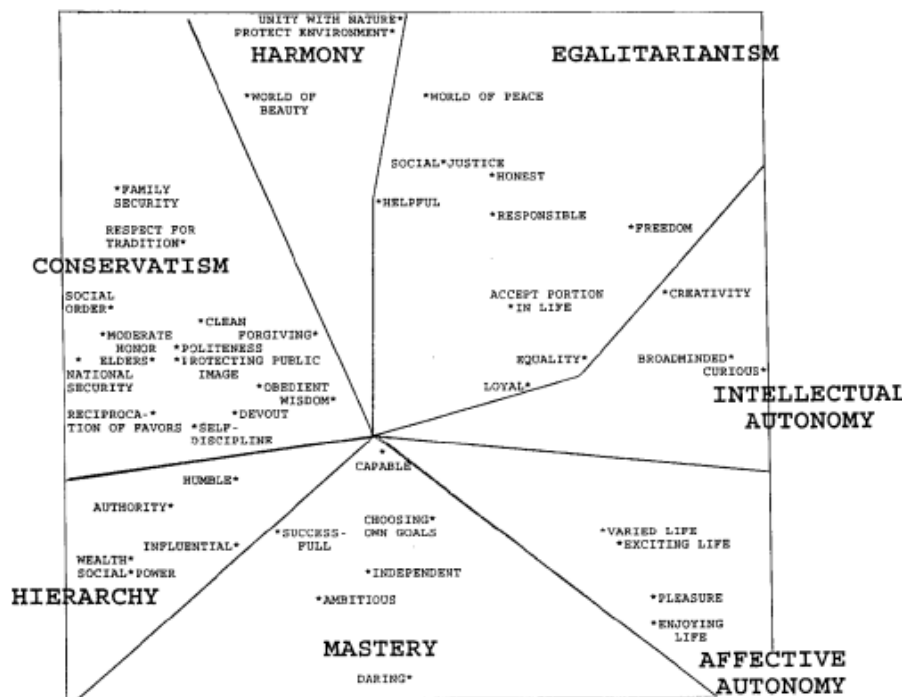 UNITY WITH NATURE*
PROTECT ENVIRONMENT*
HARMONY
EGALITARIANISM
*WORLD OF
BEAUTY
*WORLD OF PEACE
SOCIAL*JUSTICE
*HONEST
*FAMILY
SECURITY
*HELPFUL
*RESPONSIBLE
RESPECT FOR
TRADITION*
*FREEDOM
CONSERVATISM
SOCIAL
ORDER*
ACCEPT PORTION
*IN LIFE
*CREATIVITY
*CLEAN
*MODERATE
FORGIVING*
HONOR
*POLITENESS
* ELDERS*
*PROTECTING PUBLIC
IMAGE
EQUALITY*
BROADMINDED*
CURIOUS*
NATIONAL
SECURITY
*OBEDIENT
WISDOM*
LOYAL*
INTELLECTUAL
AUTONOMY
RECIPROCA-*
TION OF FAVORS
*DEVOUT
*SELF-
DISCIPLINE
*
CAPABLE
HUMBLE*
AUTHORITY*
CHOOSING*
OWN GOALS
*SUCCESS-
FULL
*VARIED LIFE
*EXCITING LIFE
INFLUENTIAL*
WEALTH*
SOCIAL*POWER
HIERARCHY
*INDEPENDENT
*AMBITIOUS
*PLEASURE
*ENJOYING
LIFE
MASTERY
AFFECTIVE
AUTONOMY
DARING*